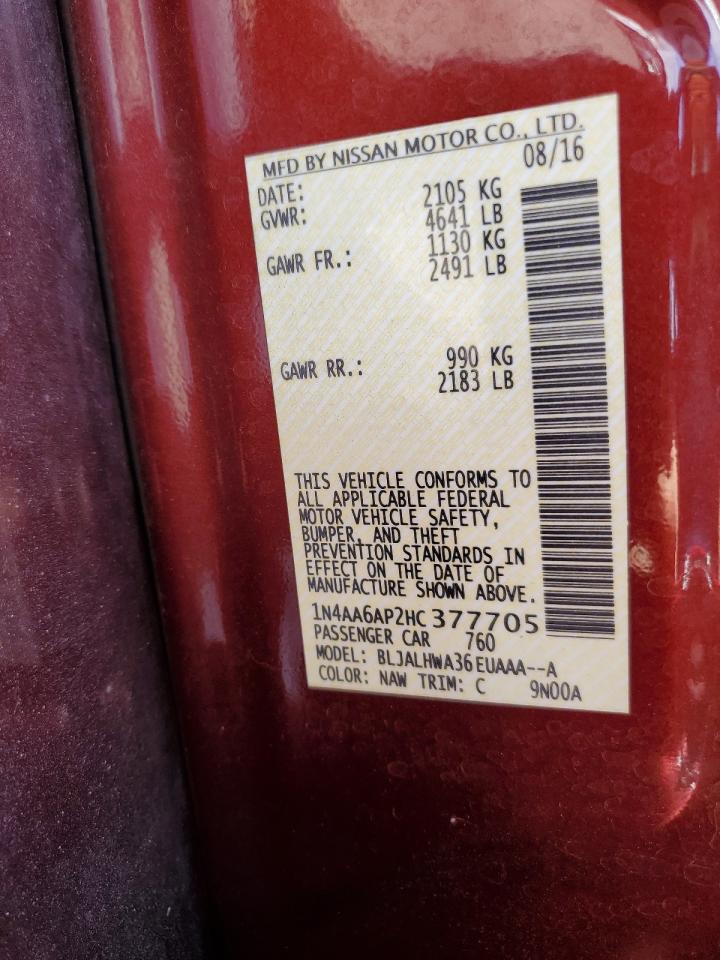 MFD BY NISSAN MOTOR CO., LTD.
DATE: 08/16
GVWR: 2105 KG
4641 LB
GAWR FR.: 1130 KG
2491 LB
GAWR RR.: 990 KG
2183 LB
THIS VEHICLE CONFORMS TO
ALL APPLICABLE FEDERAL
MOTOR VEHICLE SAFETY,
BUMPER, AND THEFT
PREVENTION STANDARDS IN
EFFECT ON THE DATE OF
MANUFACTURE SHOWN ABOVE.
1N4AA6AP2HC377705
PASSENGER CAR 760
MODEL: BLJALHWA36EUAAA--A
COLOR: NAW TRIM: C 9N00A